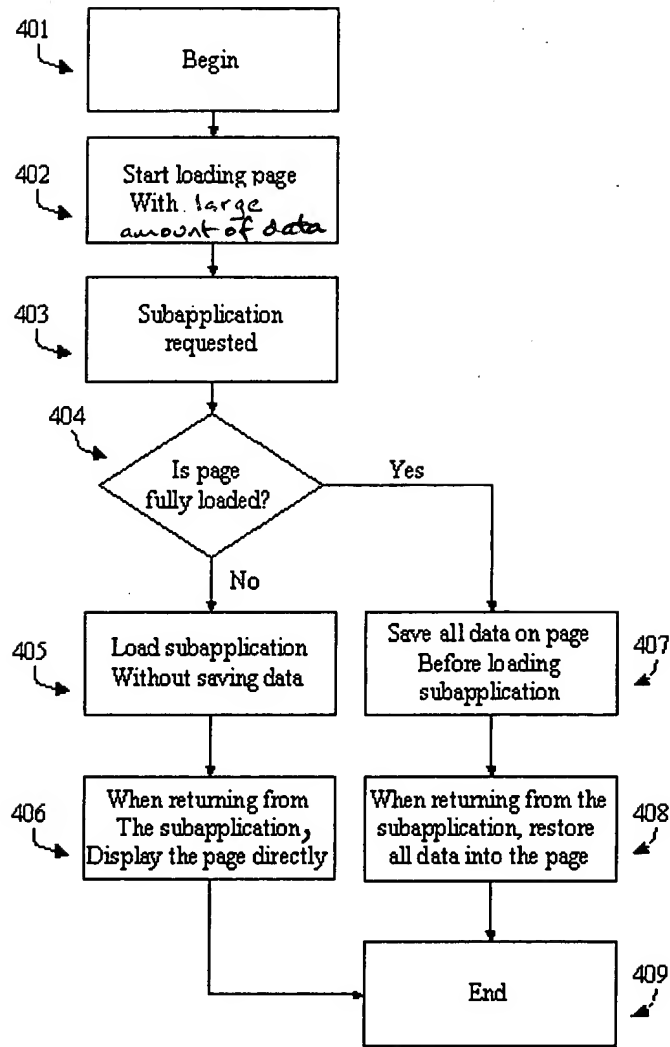 401
Begin
402
Start loading page
With large
amount of data
403
Subapplication
requested
404
Is page
fully loaded?
Yes
No
405
Load subapplication
Without saving data
Save all data on page
Before loading
subapplication
407
406
When returning from
The subapplication,
Display the page directly
When returning from the
subapplication, restore
all data into the page
408
End
409